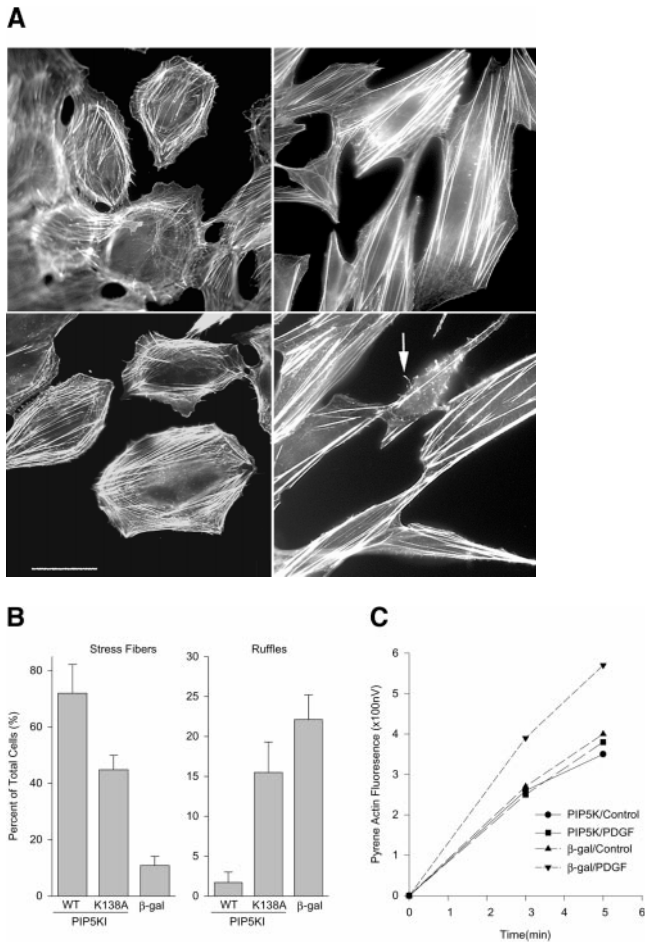 A
B
Stress Fibers
Ruffles
Percent of Total Cells (%)
80
60
40
20
0
30
25
20
15
10
5
0
WT K138A β-gal
PIP5KI
WT K138A β-gal
PIP5KI
C
Pyrene Actin Fluoresence (x100nV)
6
5
4
3
2
1
0
PIP5K/Control
PIP5K/PDGF
β-gal/Control
β-gal/PDGF
0 1 2 3 4 5 6
Time(min)